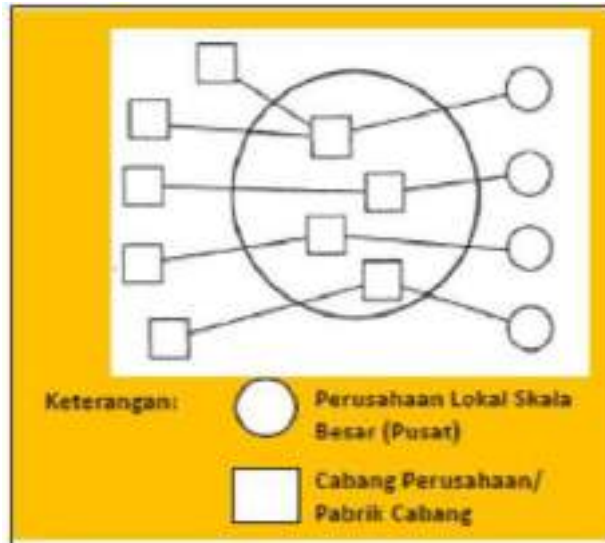 Keterangan:
Perusahaan Lokal Skala
Besar (Pusat)
Cabang Perusahaan/
Pabrik Cabang